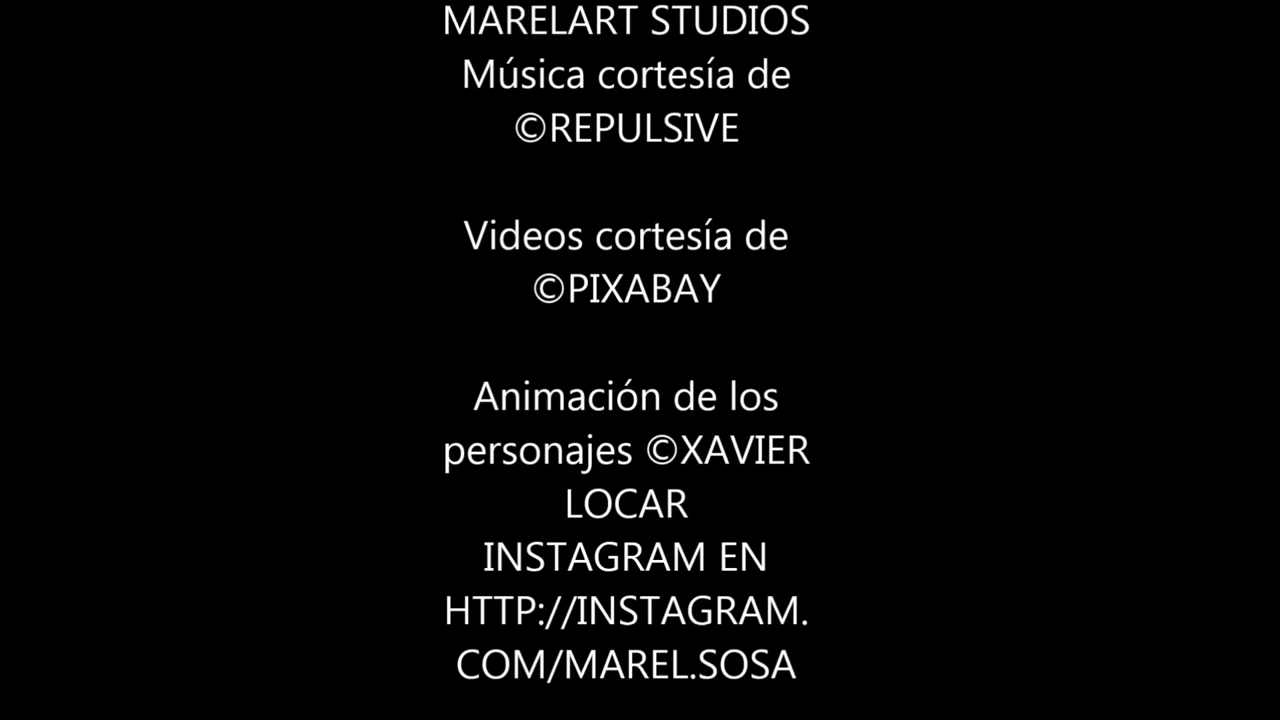 MARELART STUDIOS
Música cortesía de
©REPULSIVE
Videos cortesía de
©PIXABAY
Animación de los
personajes ©XAVIER
LOCAR
INSTAGRAM EN
HTTP://INSTAGRAM.
COM/MAREL.SOSA